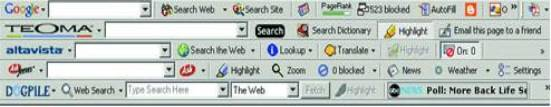 Google Search Web Search Site PageRank 523 blocked AutoFill
TEOMA Search Search Dictionary Highlight Email this page to a friend
altavista Search the Web Lookup Translate Highlight On: 0
Highlight Zoom 0 blocked News Weather Settings
DOGPILE Web Search Type Search Here The Web Fetch Highlight abc NEWS Poll: More Back Life Se